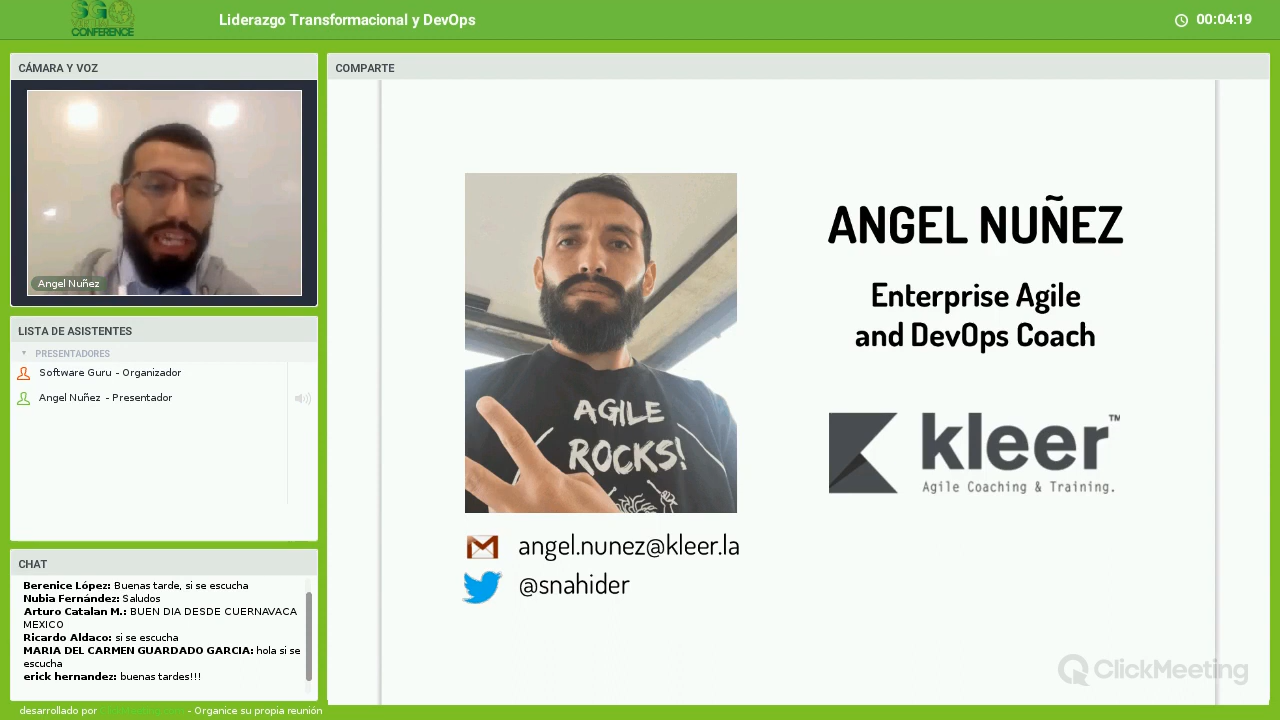 SG
VIRTUAL
CONFERENCE
Liderazgo Transformacional y DevOps
00:04:19
CÁMARA Y VOZ
Angel Nuñez
LISTA DE ASISTENTES
PRESENTADORES
Software Guru - Organizador
Angel Nuñez - Presentador
CHAT
Berenice López: Buenas tarde, si se escucha
Nubia Fernández: Saludos
Arturo Catalan M.: BUEN DIA DESDE CUERNAVACA
MEXICO
Ricardo Aldaco: si se escucha
MARIA DEL CARMEN GUARDADO GARCIA: hola si se
escucha
erick hernandez: buenas tardes!!!
desarrollado por - Organice su propia reunión
COMPARTE
AGILE
ROCKS!
angel.nunez@kleer.la
@snahider
ANGEL NUÑEZ
Enterprise Agile
and DevOps Coach
kleer™
Agile Coaching & Training.
ClickMeeting